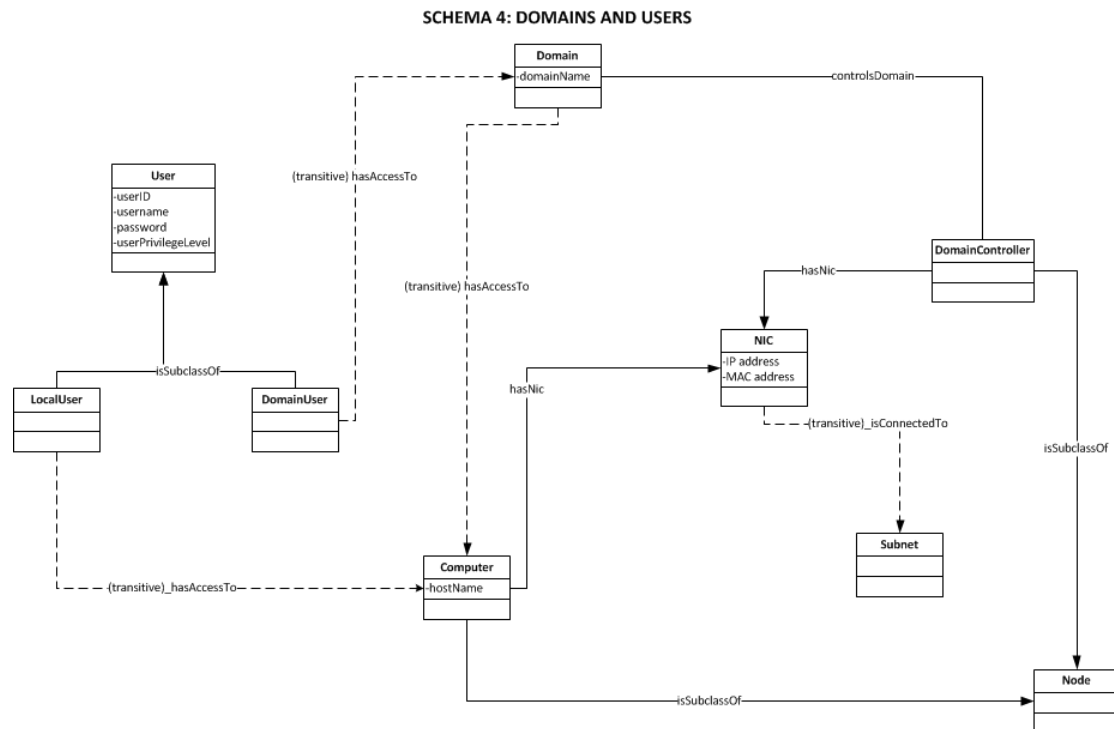 SCHEMA 4: DOMAINS AND USERS
Domain
-domainName
controlsDomain
User
-userID
-username
-password
-userPrivilegeLevel
(transitive) hasAccessTo
DomainController
hasNic
(transitive) hasAccessTo
NIC
-IP address
-MAC address
isSubclassOf
hasNic
LocalUser
DomainUser
(transitive)_isConnectedTo
isSubclassOf
Subnet
Computer
-hostName
(transitive)_hasAccessTo
Node
isSubclassOf